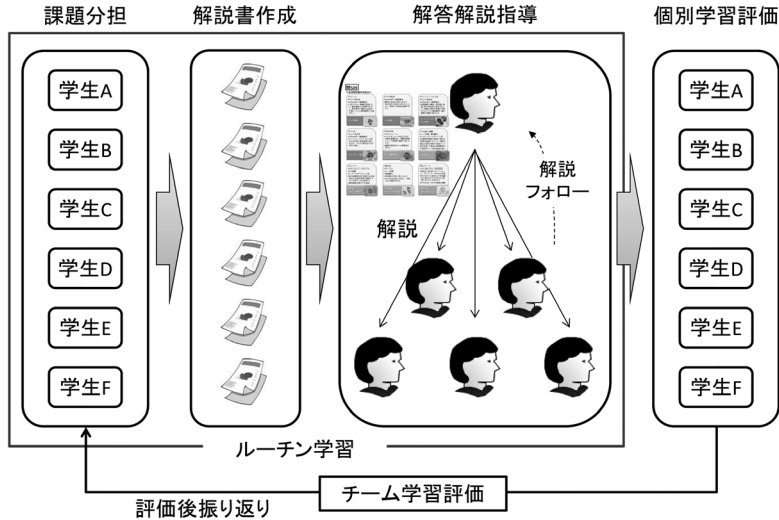 課題分担
解説書作成
解答解説指導
個別学習評価
学生A
学生B
学生C
学生D
学生E
学生F
解説
解説
フォロー
学生A
学生B
学生C
学生D
学生E
学生F
ルーチン学習
チーム学習評価
評価後振り返り